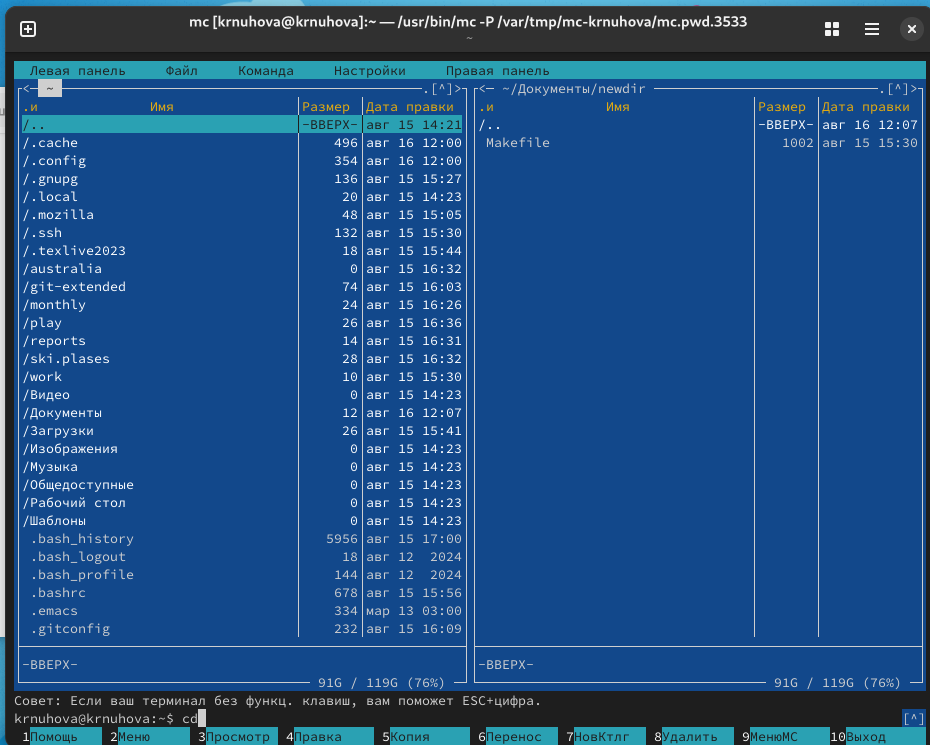 mc [krnuhova@krnuhova]:~ — /usr/bin/mc -P /var/tmp/mc-krnuhova/mc.pwd.3533
~
Левая панель Файл Команда Настройки Правая панель
<─ ~ ─.[^]>
.и Имя Размер Дата правки
/.. -ВВЕРХ- авг 15 14:21
/.cache 496 авг 16 12:00
/.config 354 авг 16 12:00
/.gnupg 136 авг 15 15:27
/.local 20 авг 15 14:23
/.mozilla 48 авг 15 15:05
/.ssh 132 авг 15 15:30
/.texlive2023 18 авг 15 15:44
/australia 0 авг 15 16:32
/git-extended 74 авг 15 16:03
/monthly 24 авг 15 16:26
/play 26 авг 15 16:36
/reports 14 авг 15 16:31
/ski.plases 28 авг 15 16:32
/work 10 авг 15 15:30
/Видео 0 авг 15 14:23
/Документы 12 авг 16 12:07
/Загрузки 26 авг 15 15:41
/Изображения 0 авг 15 14:23
/Музыка 0 авг 15 14:23
/Общедоступные 0 авг 15 14:23
/Рабочий стол 0 авг 15 14:23
/Шаблоны 0 авг 15 14:23
.bash_history 5956 авг 15 17:00
.bash_logout 18 авг 12 2024
.bash_profile 144 авг 12 2024
.bashrc 678 авг 15 15:56
.emacs 334 мар 13 03:00
.gitconfig 232 авг 15 16:09
-ВВЕРХ-
91G / 119G (76%)
<─ ~/Документы/newdir ─.[^]>
.и Имя Размер Дата правки
/.. -ВВЕРХ- авг 16 12:07
Makefile 1002 авг 15 15:30
-ВВЕРХ-
91G / 119G (76%)
Совет: Если ваш терминал без функц. клавиш, вам поможет ESC+цифра.
krnuhova@krnuhova:~$ cd [^]
1Помощь 2Меню 3Просмотр 4Правка 5Копия 6Перенос 7НовКтлг 8Удалить 9МенюМС 10Выход